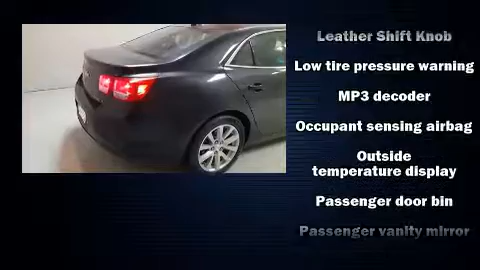 Leather Shift Knob
Low tire pressure warning
MP3 decoder
Occupant sensing airbag
Outside
temperature display
Passenger door bin
Passenger vanity mirror